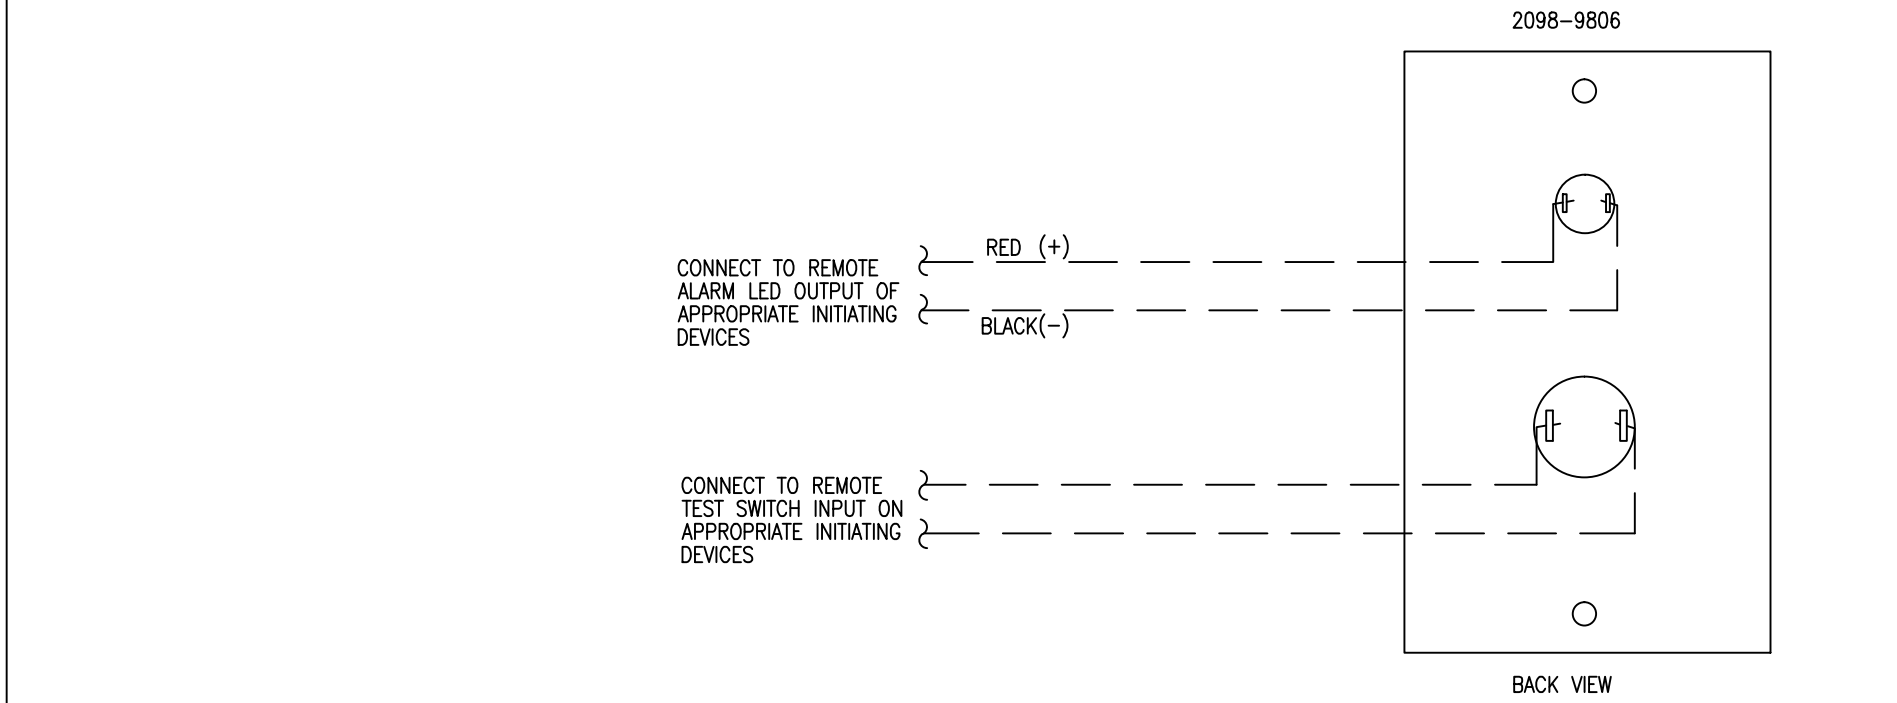 2098-9806
RED (+)
CONNECT TO REMOTE
ALARM LED OUTPUT OF
APPROPRIATE INITIATING
DEVICES
BLACK(-)
CONNECT TO REMOTE
TEST SWITCH INPUT ON
APPROPRIATE INITIATING
DEVICES
BACK VIEW